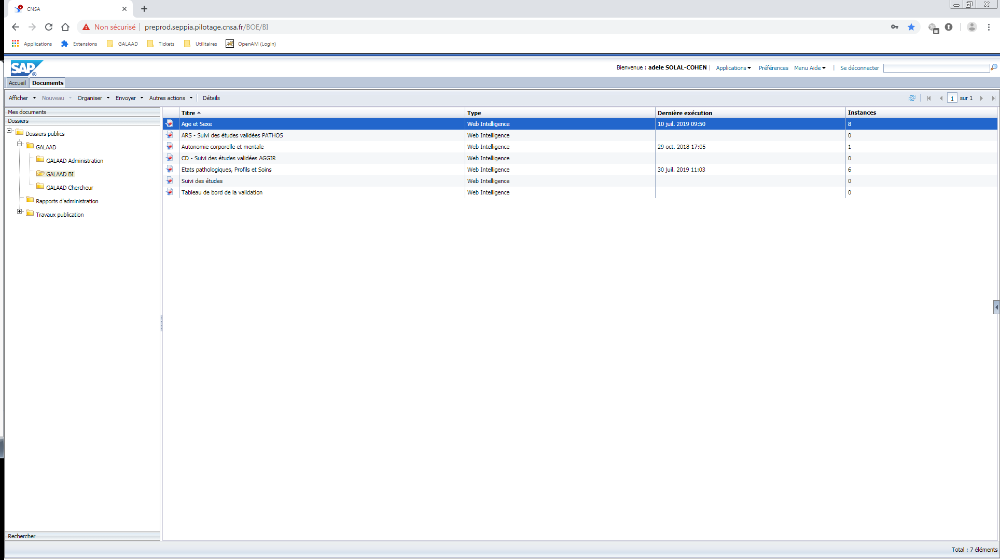 CNSA
Non sécurisé preprod.seppia.pilotage.cnsa.fr/BOE/BI
Applications Extensions GALAAD Tickets Utilitaires OpenAM (Login)
SAP®
Bienvenue : adele SOLAL-COHEN Applications Préférences Menu Aide Se déconnecter
Accueil Documents
Afficher Nouveau Organiser Envoyer Autres actions Détails 1 sur 1
Mes documents
Dossiers
Dossiers publics
GALAAD
GALAAD Administration
GALAAD BI
GALAAD Chercheur
Rapports d'administration
Travaux publication
Titre Type Dernière exécution Instances
Age et Sexe Web Intelligence 10 juil. 2019 09:50 8
ARS - Suivi des études validées PATHOS Web Intelligence 0
Autonomie corporelle et mentale Web Intelligence 29 oct. 2018 17:05 1
CD - Suivi des études validées AGGIR Web Intelligence 0
Etats pathologiques, Profils et Soins Web Intelligence 30 juil. 2019 11:03 6
Suivi des études Web Intelligence 0
Tableau de bord de la validation Web Intelligence 0
Rechercher
Total : 7 éléments